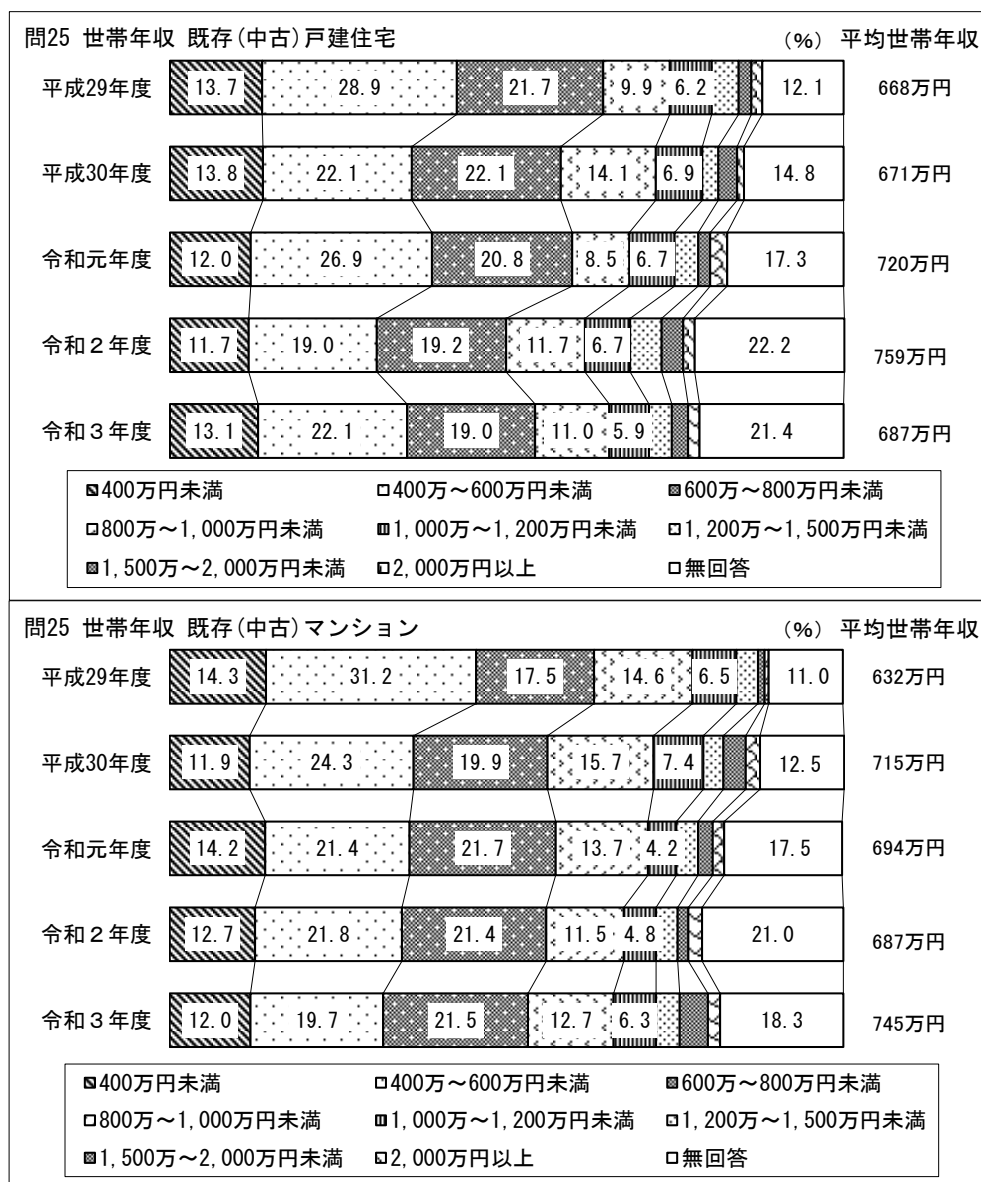 問25 世帯年収 既存(中古)戸建住宅 (%) 平均世帯年収
平成29年度 13.7 28.9 21.7 9.9 6.2 12.1 668万円
平成30年度 13.8 22.1 22.1 14.1 6.9 14.8 671万円
令和元年度 12.0 26.9 20.8 8.5 6.7 17.3 720万円
令和2年度 11.7 19.0 19.2 11.7 6.7 22.2 759万円
令和3年度 13.1 22.1 19.0 11.0 5.9 21.4 687万円
400万円未満 400万~600万円未満 600万~800万円未満
800万~1,000万円未満 1,000万~1,200万円未満 1,200万~1,500万円未満
1,500万~2,000万円未満 2,000万円以上 無回答
問25 世帯年収 既存(中古)マンション (%) 平均世帯年収
平成29年度 14.3 31.2 17.5 14.6 6.5 11.0 632万円
平成30年度 11.9 24.3 19.9 15.7 7.4 12.5 715万円
令和元年度 14.2 21.4 21.7 13.7 4.2 17.5 694万円
令和2年度 12.7 21.8 21.4 11.5 4.8 21.0 687万円
令和3年度 12.0 19.7 21.5 12.7 6.3 18.3 745万円
400万円未満 400万~600万円未満 600万~800万円未満
800万~1,000万円未満 1,000万~1,200万円未満 1,200万~1,500万円未満
1,500万~2,000万円未満 2,000万円以上 無回答